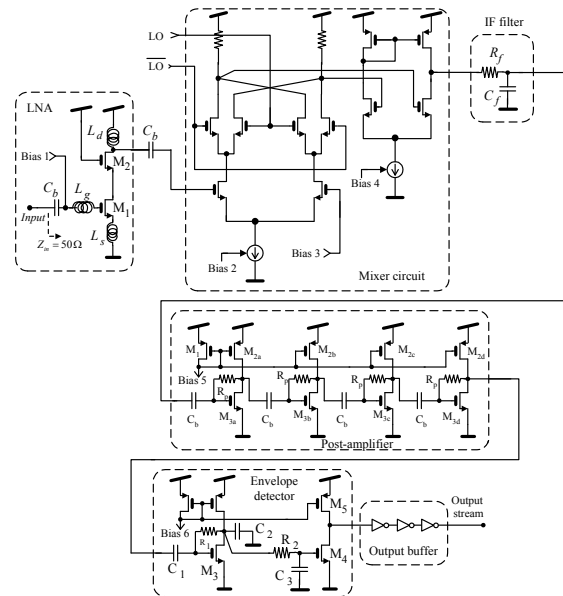 LO
L̅O̅
IF filter
R_f
C_f
LNA
L_d
C_b
Bias 1
M_2
C_b
L_g
M_1
Input
Z_in = 50 Ω
L_s
Bias 2
Bias 3
Bias 4
Mixer circuit
M_1
M_2a
M_2b
M_2c
M_2d
Bias 5
R_p
R_p
R_p
R_p
C_b
M_3a
C_b
M_3b
C_b
M_3c
C_b
M_3d
Post-amplifier
Envelope
detector
M_5
Bias 6
C_2
R_1
R_2
M_4
C_1
M_3
C_3
Output
stream
Output buffer